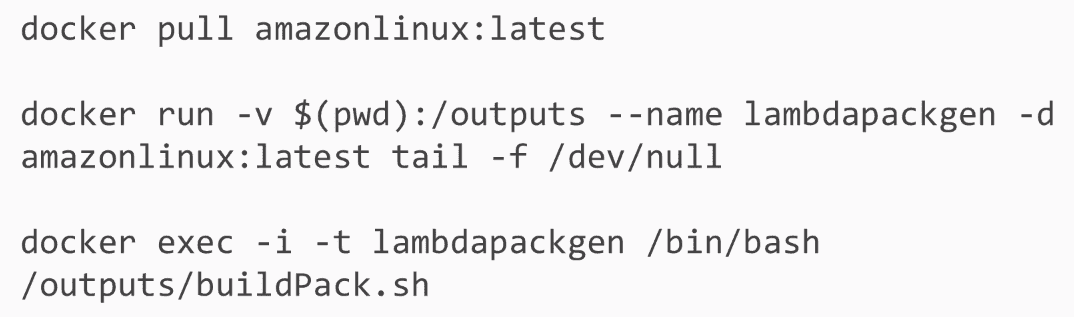 docker pull amazonlinux:latest
docker run -v $(pwd):/outputs --name lambdapackgen -d
amazonlinux:latest tail -f /dev/null
docker exec -i -t lambdapackgen /bin/bash
/outputs/buildPack.sh